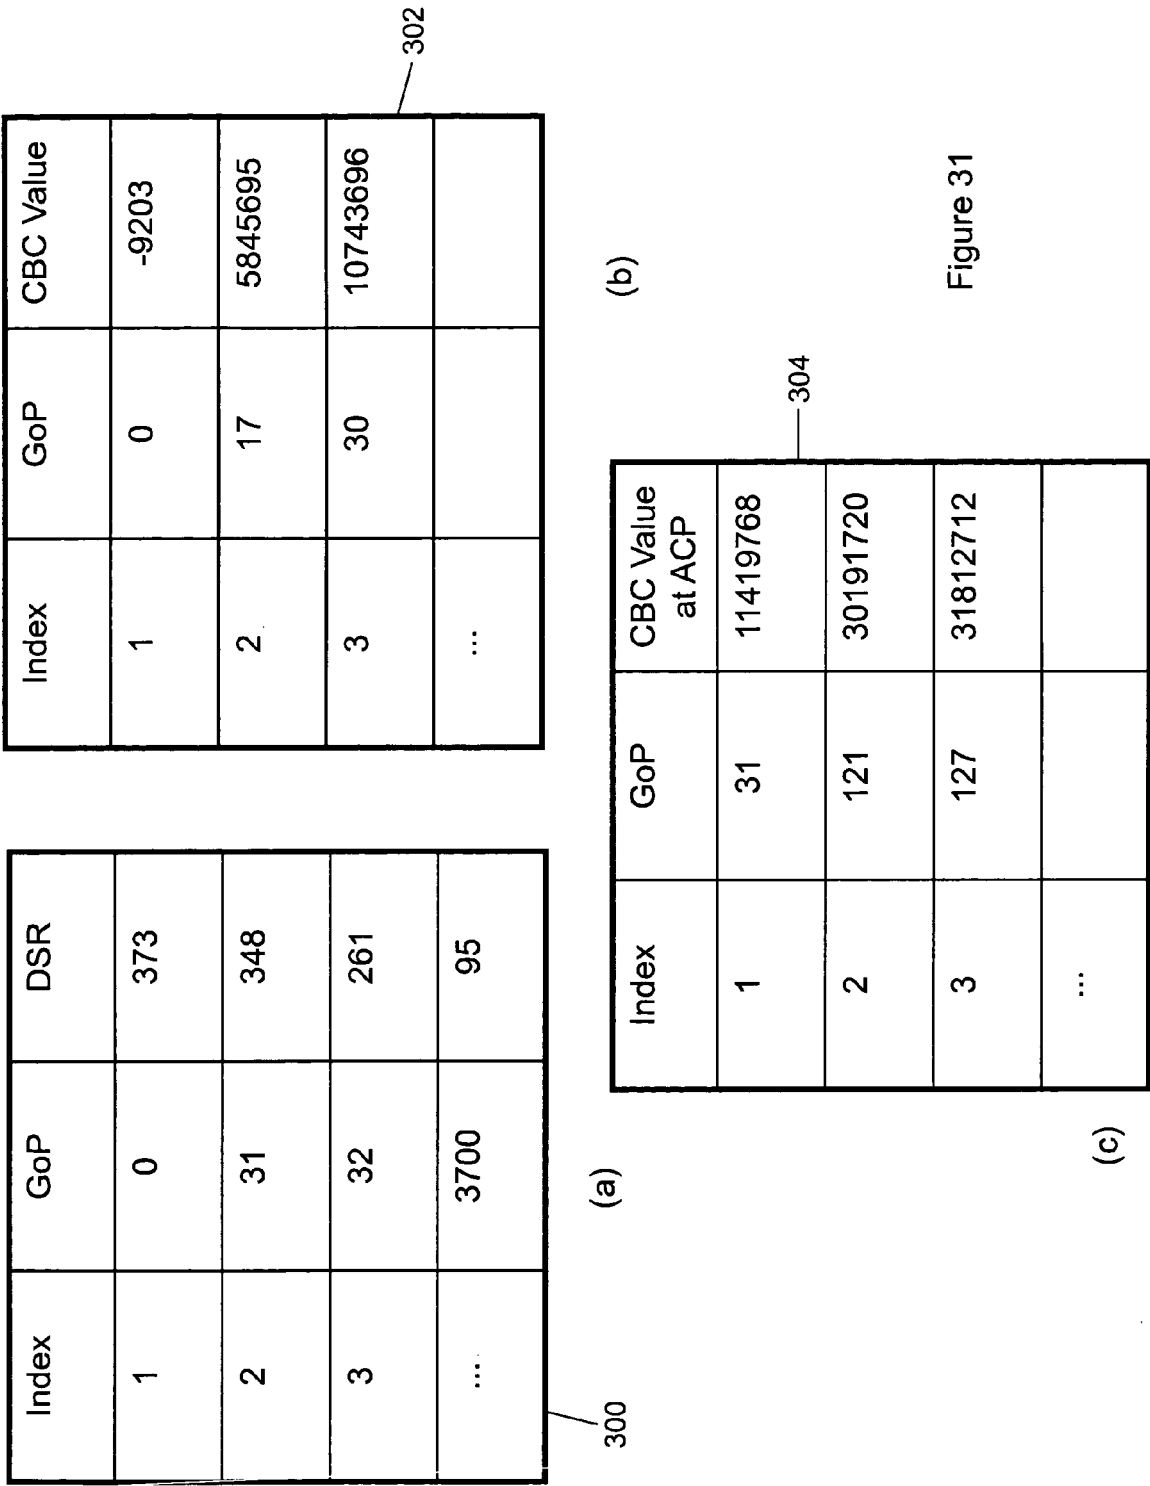 Index GoP DSR
1 0 373
2 31 348
3 32 261
... 3700 95
300
(a)
Index GoP CBC Value
1 0 -9203
2 17 5845695
3 30 10743696
...
302
(b)
Index GoP CBC Value
at ACP
1 31 11419768
2 121 30191720
3 127 31812712
...
304
(c)
Figure 31